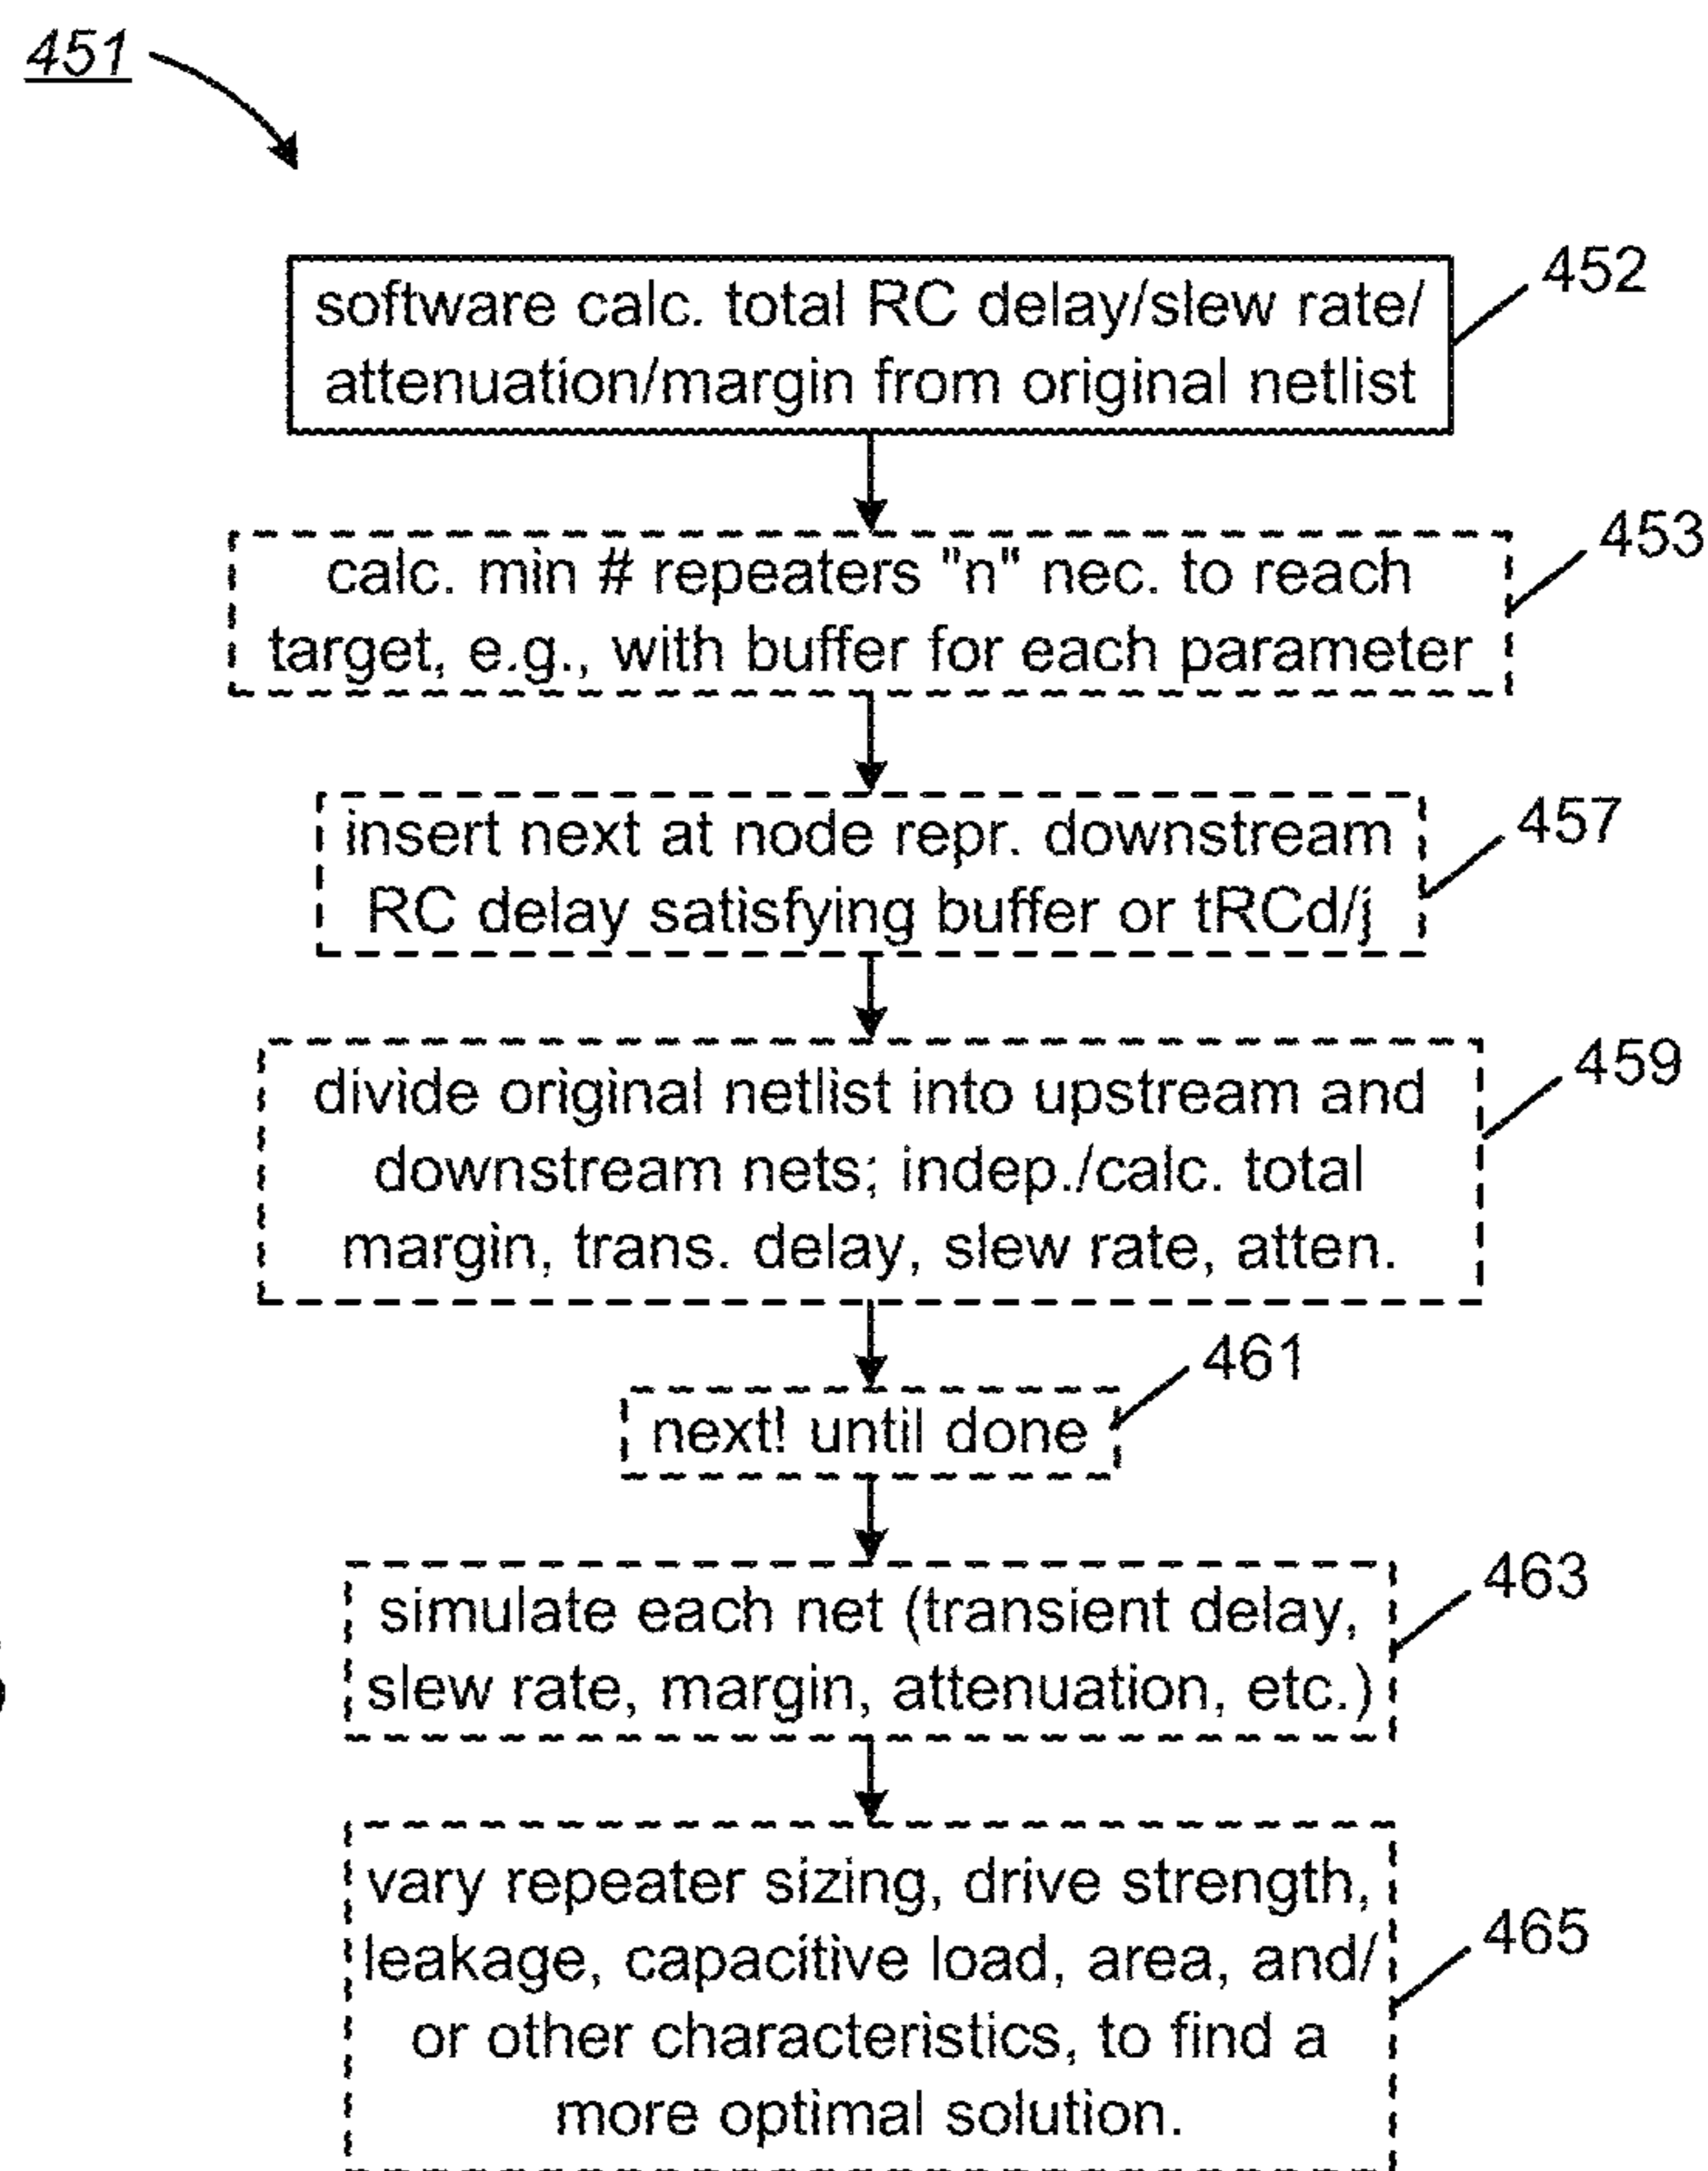 451
452
software calc. total RC delay/slew rate/
attenuation/margin from original netlist
453
calc. min # repeaters "n" nec. to reach
target, e.g., with buffer for each parameter
457
insert next at node repr. downstream
RC delay satisfying buffer or tRCd/j
459
divide original netlist into upstream and
downstream nets; indep./calc. total
margin, trans. delay, slew rate, atten.
461
next! until done
463
simulate each net (transient delay,
slew rate, margin, attenuation, etc.)
465
vary repeater sizing, drive strength,
leakage, capacitive load, area, and/
or other characteristics, to find a
more optimal solution.